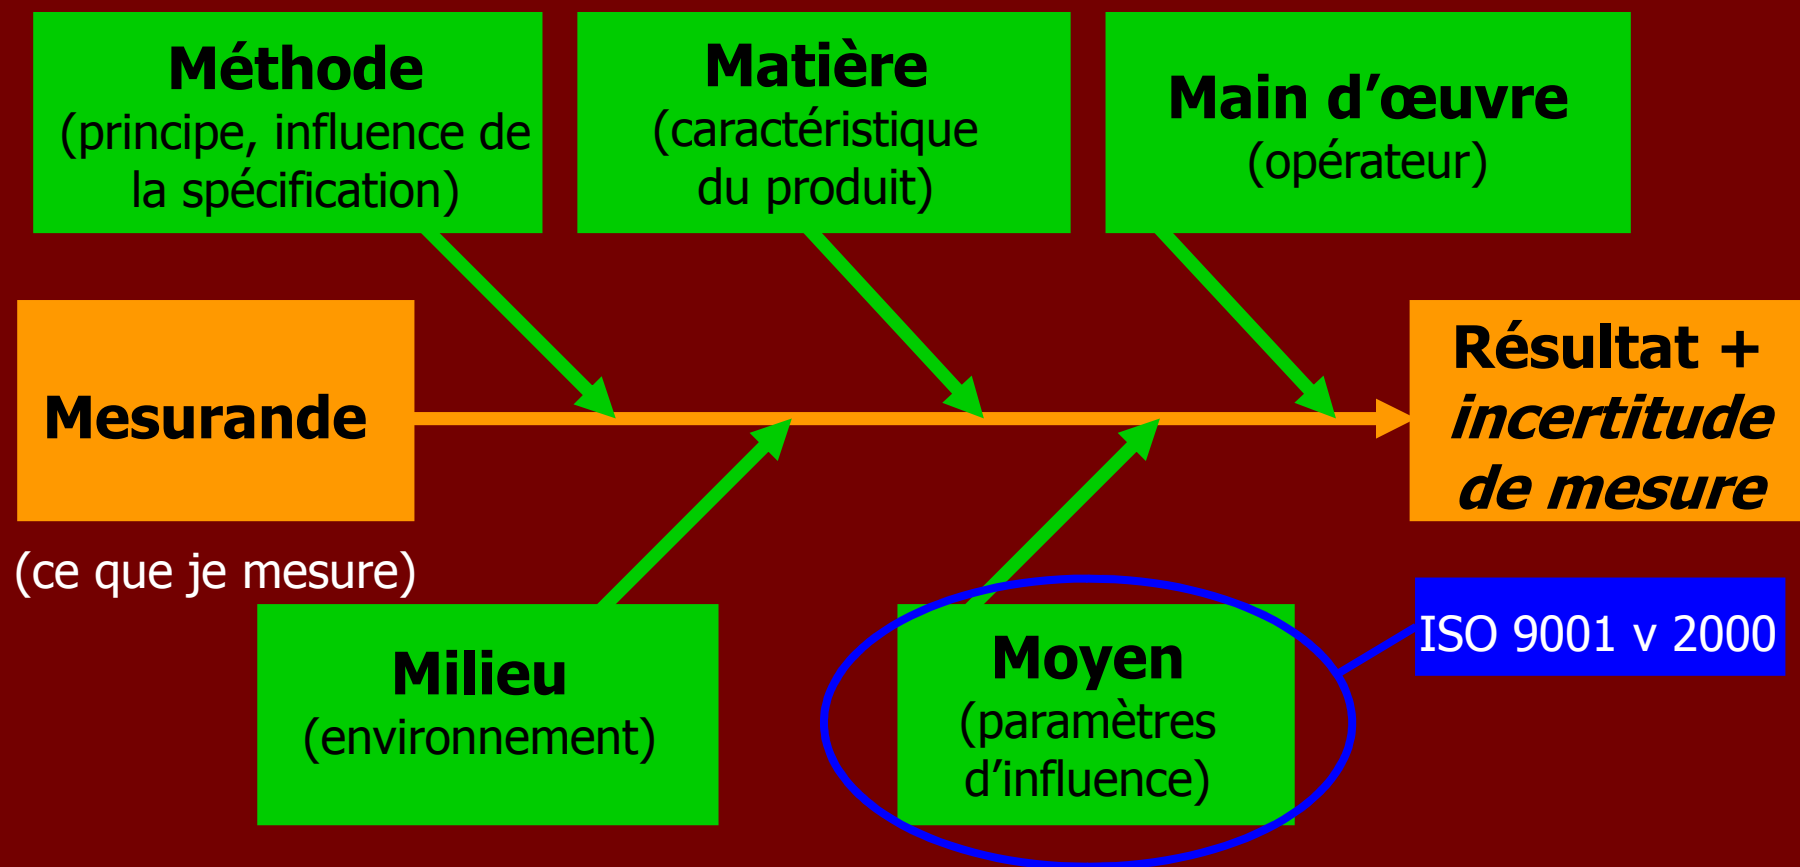 Méthode
(principe, influence de
la spécification)
Matière
(caractéristique
du produit)
Main d’œuvre
(opérateur)
Mesurande
(ce que je mesure)
Résultat +
incertitude
de mesure
Milieu
(environnement)
Moyen
(paramètres
d’influence)
ISO 9001 v 2000